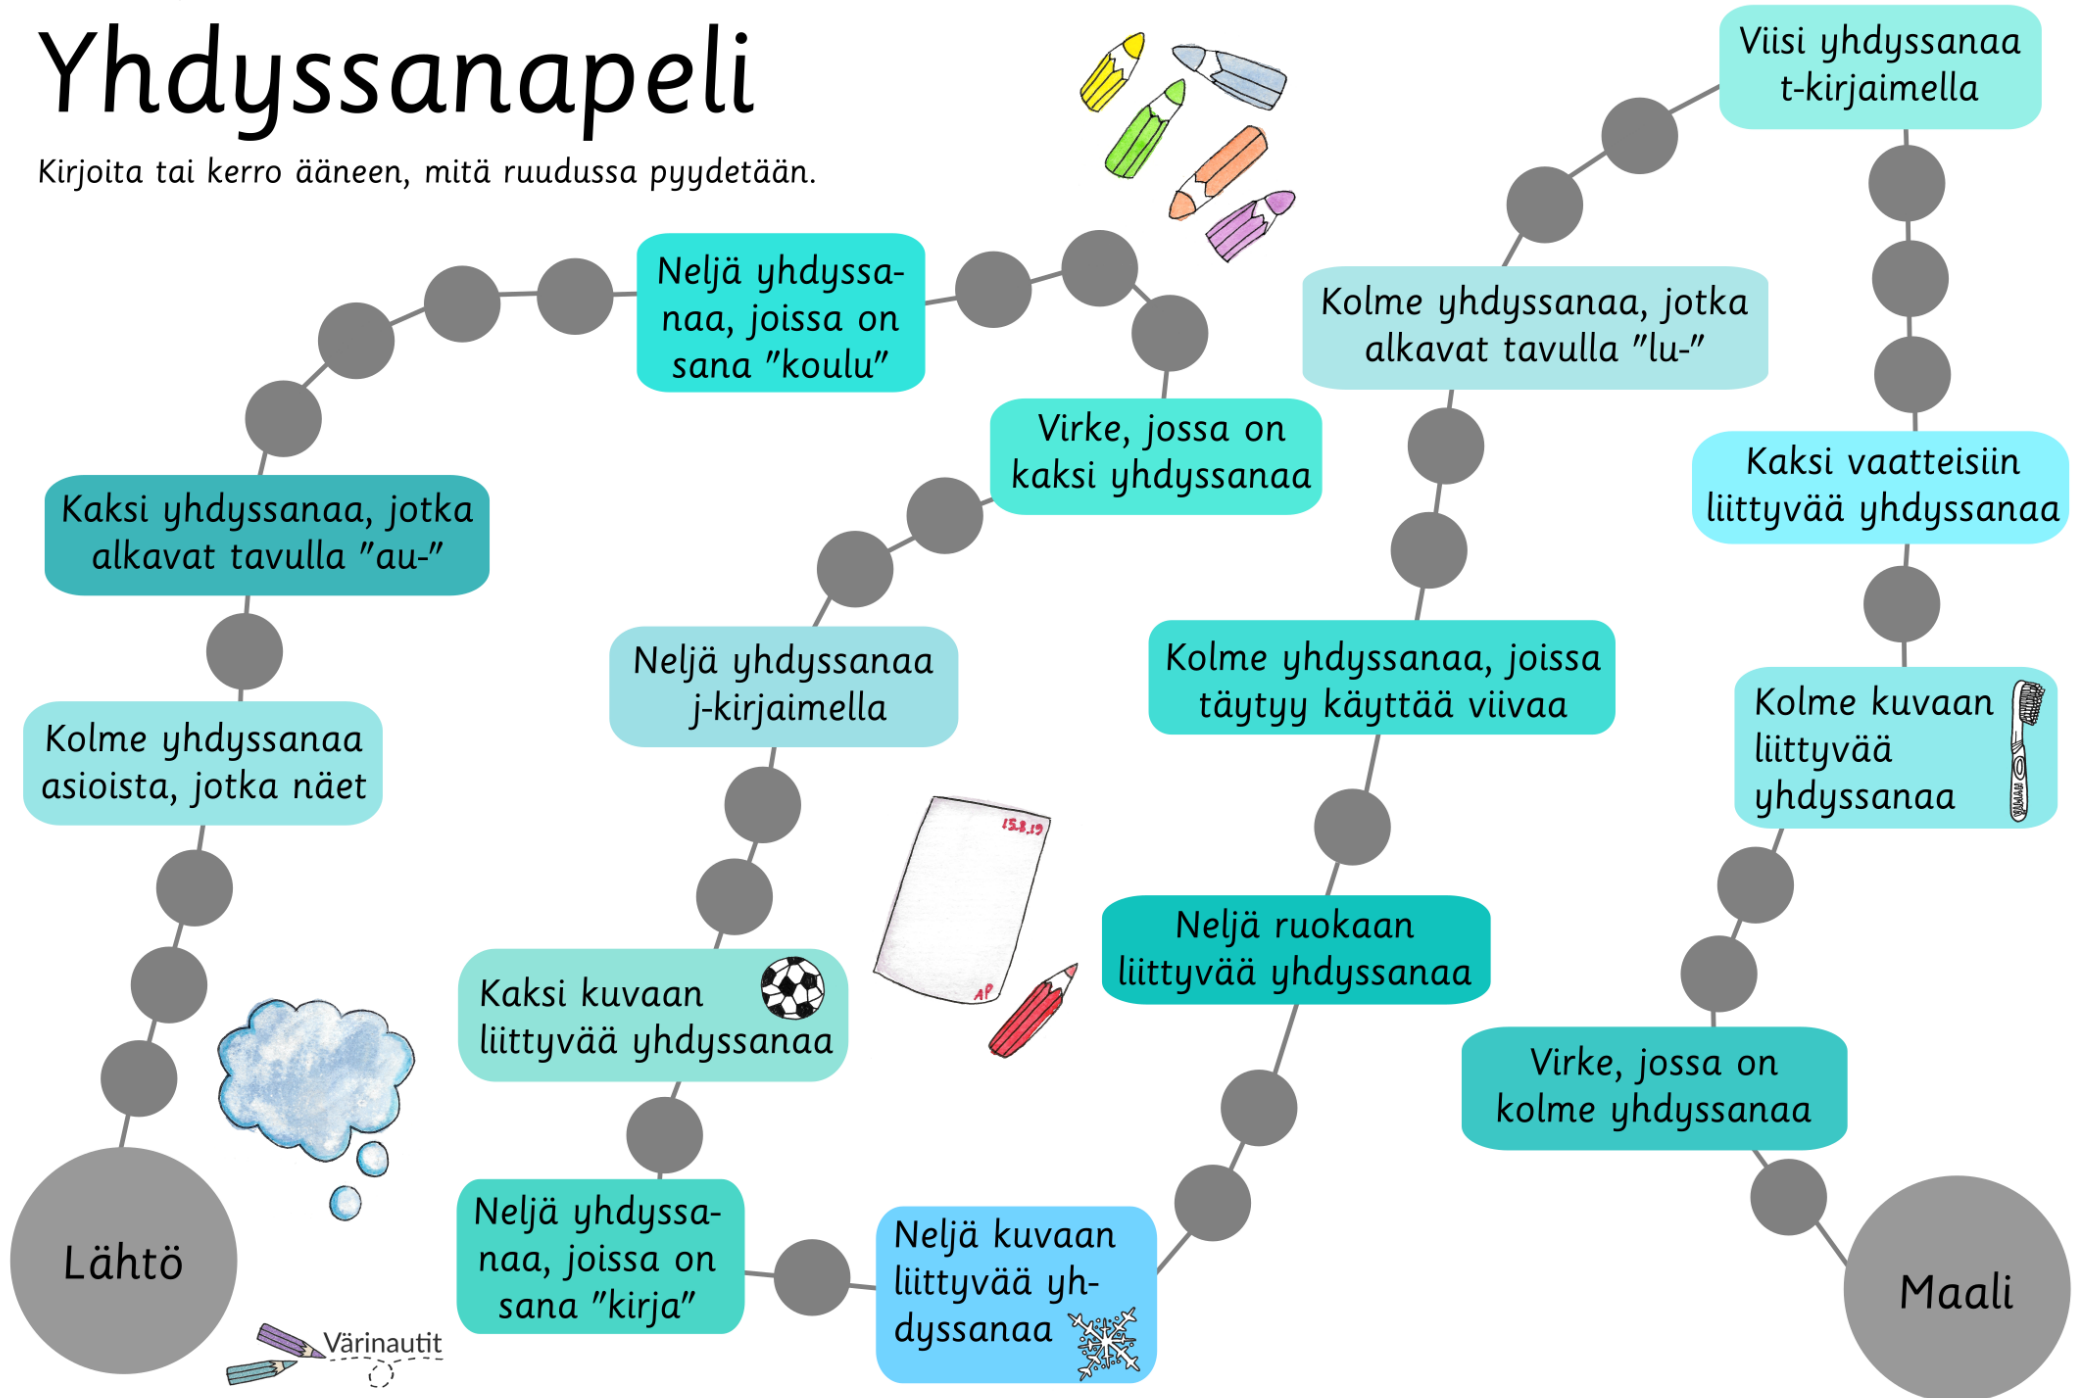 Yhdyssanapeli
Kirjoita tai kerro ääneen, mitä ruudussa pyydetään.
Lähtö
Kolme yhdyssanaa
asioista, jotka näet
Kaksi yhdyssanaa, jotka
alkavat tavulla "au-"
Neljä yhdyssa-
naa, joissa on
sana "koulu"
Virke, jossa on
kaksi yhdyssanaa
Neljä yhdyssanaa
j-kirjaimella
Kaksi kuvaan
liittyvää yhdyssanaa
Neljä yhdyssa-
naa, joissa on
sana "kirja"
Neljä kuvaan
liittyvää yh-
dyssanaa
Neljä ruokaan
liittyvää yhdyssanaa
Kolme yhdyssanaa, joissa
täytyy käyttää viivaa
Kolme yhdyssanaa, jotka
alkavat tavulla "lu-"
Viisi yhdyssanaa
t-kirjaimella
Kaksi vaatteisiin
liittyvää yhdyssanaa
Kolme kuvaan
liittyvää
yhdyssanaa
Virke, jossa on
kolme yhdyssanaa
Maali
15.8.19
AP
Värinautit